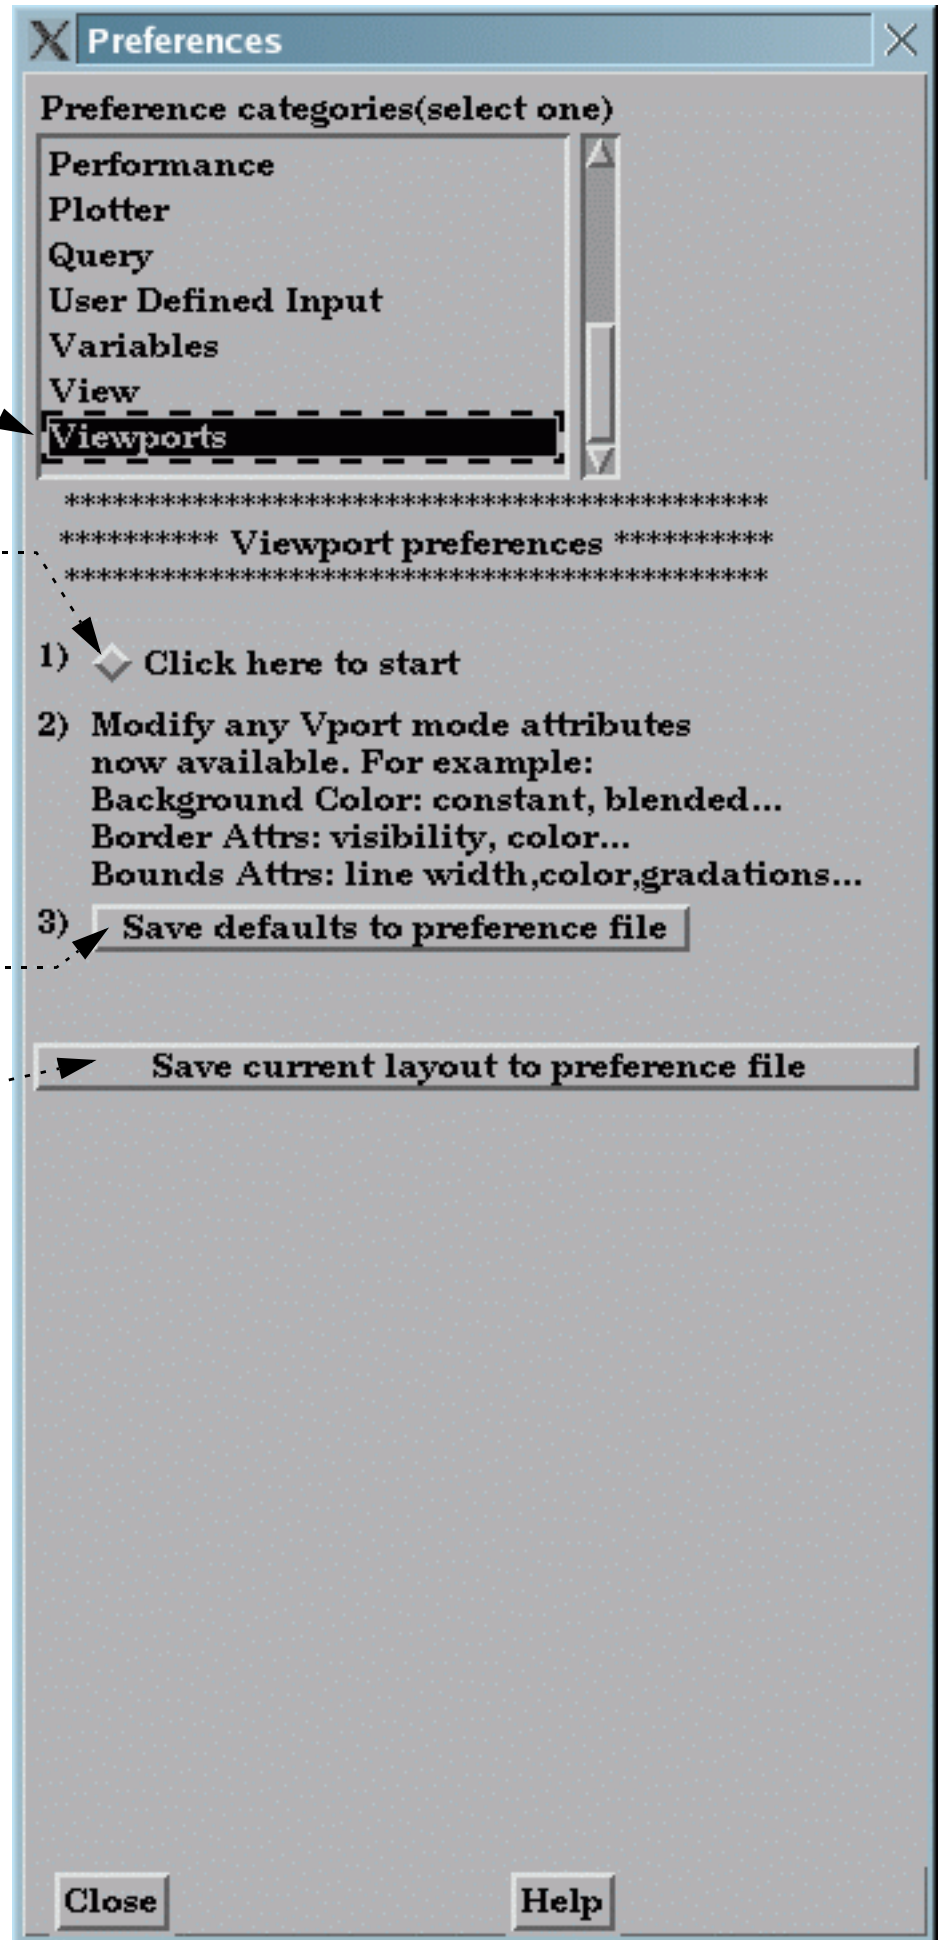 Preferences
Preference categories(select one)
Performance
Plotter
Query
User Defined Input
Variables
View
Viewports
********************************************
********** Viewport preferences **********
********************************************
1) Click here to start
2) Modify any Vport mode attributes
now available. For example:
Background Color: constant, blended...
Border Attrs: visibility, color...
Bounds Attrs: line width,color,gradations...
3) Save defaults to preference file
Save current layout to preference file
Close Help